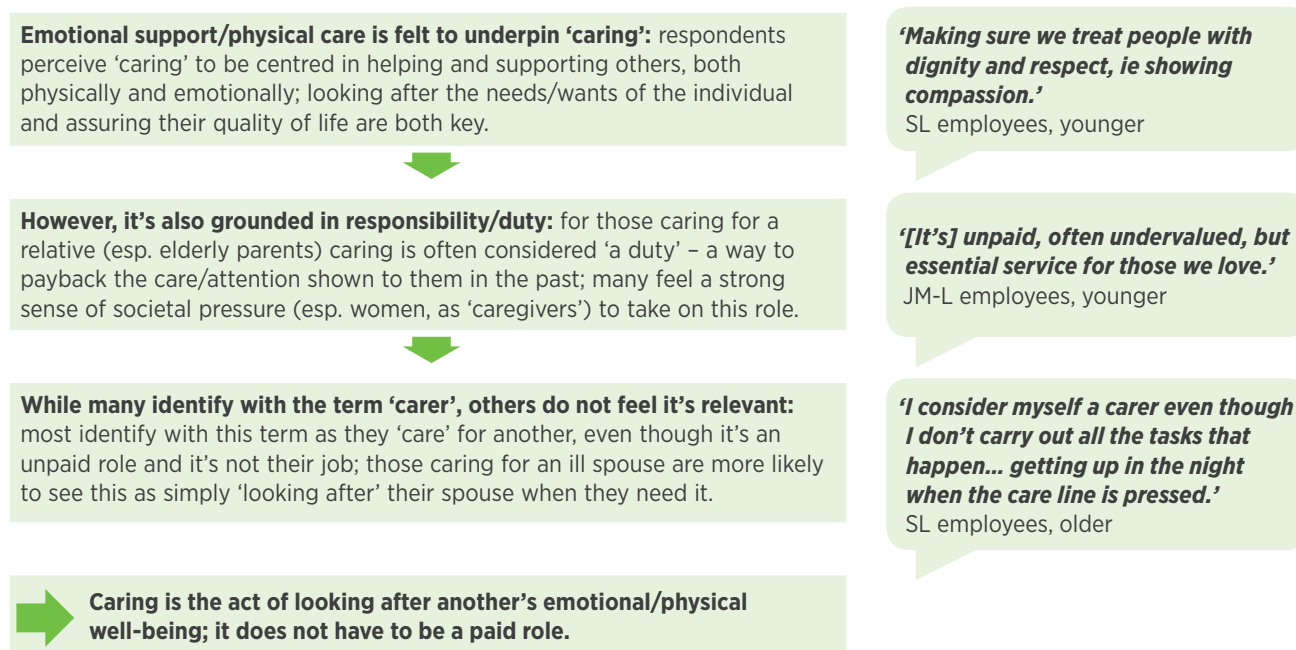 Emotional support/physical care is felt to underpin ‘caring’: respondents
perceive ‘caring’ to be centred in helping and supporting others, both
physically and emotionally; looking after the needs/wants of the individual
and assuring their quality of life are both key.
‘Making sure we treat people with
dignity and respect, ie showing
compassion.’
SL employees, younger
However, it’s also grounded in responsibility/duty: for those caring for a
relative (esp. elderly parents) caring is often considered ‘a duty’ – a way to
payback the care/attention shown to them in the past; many feel a strong
sense of societal pressure (esp. women, as ‘caregivers’) to take on this role.
‘[It’s] unpaid, often undervalued, but
essential service for those we love.’
JM-L employees, younger
While many identify with the term ‘carer’, others do not feel it’s relevant:
most identify with this term as they ‘care’ for another, even though it’s an
unpaid role and it’s not their job; those caring for an ill spouse are more likely
to see this as simply ‘looking after’ their spouse when they need it.
‘I consider myself a carer even though
I don’t carry out all the tasks that
happen... getting up in the night
when the care line is pressed.’
SL employees, older
Caring is the act of looking after another’s emotional/physical
well-being; it does not have to be a paid role.